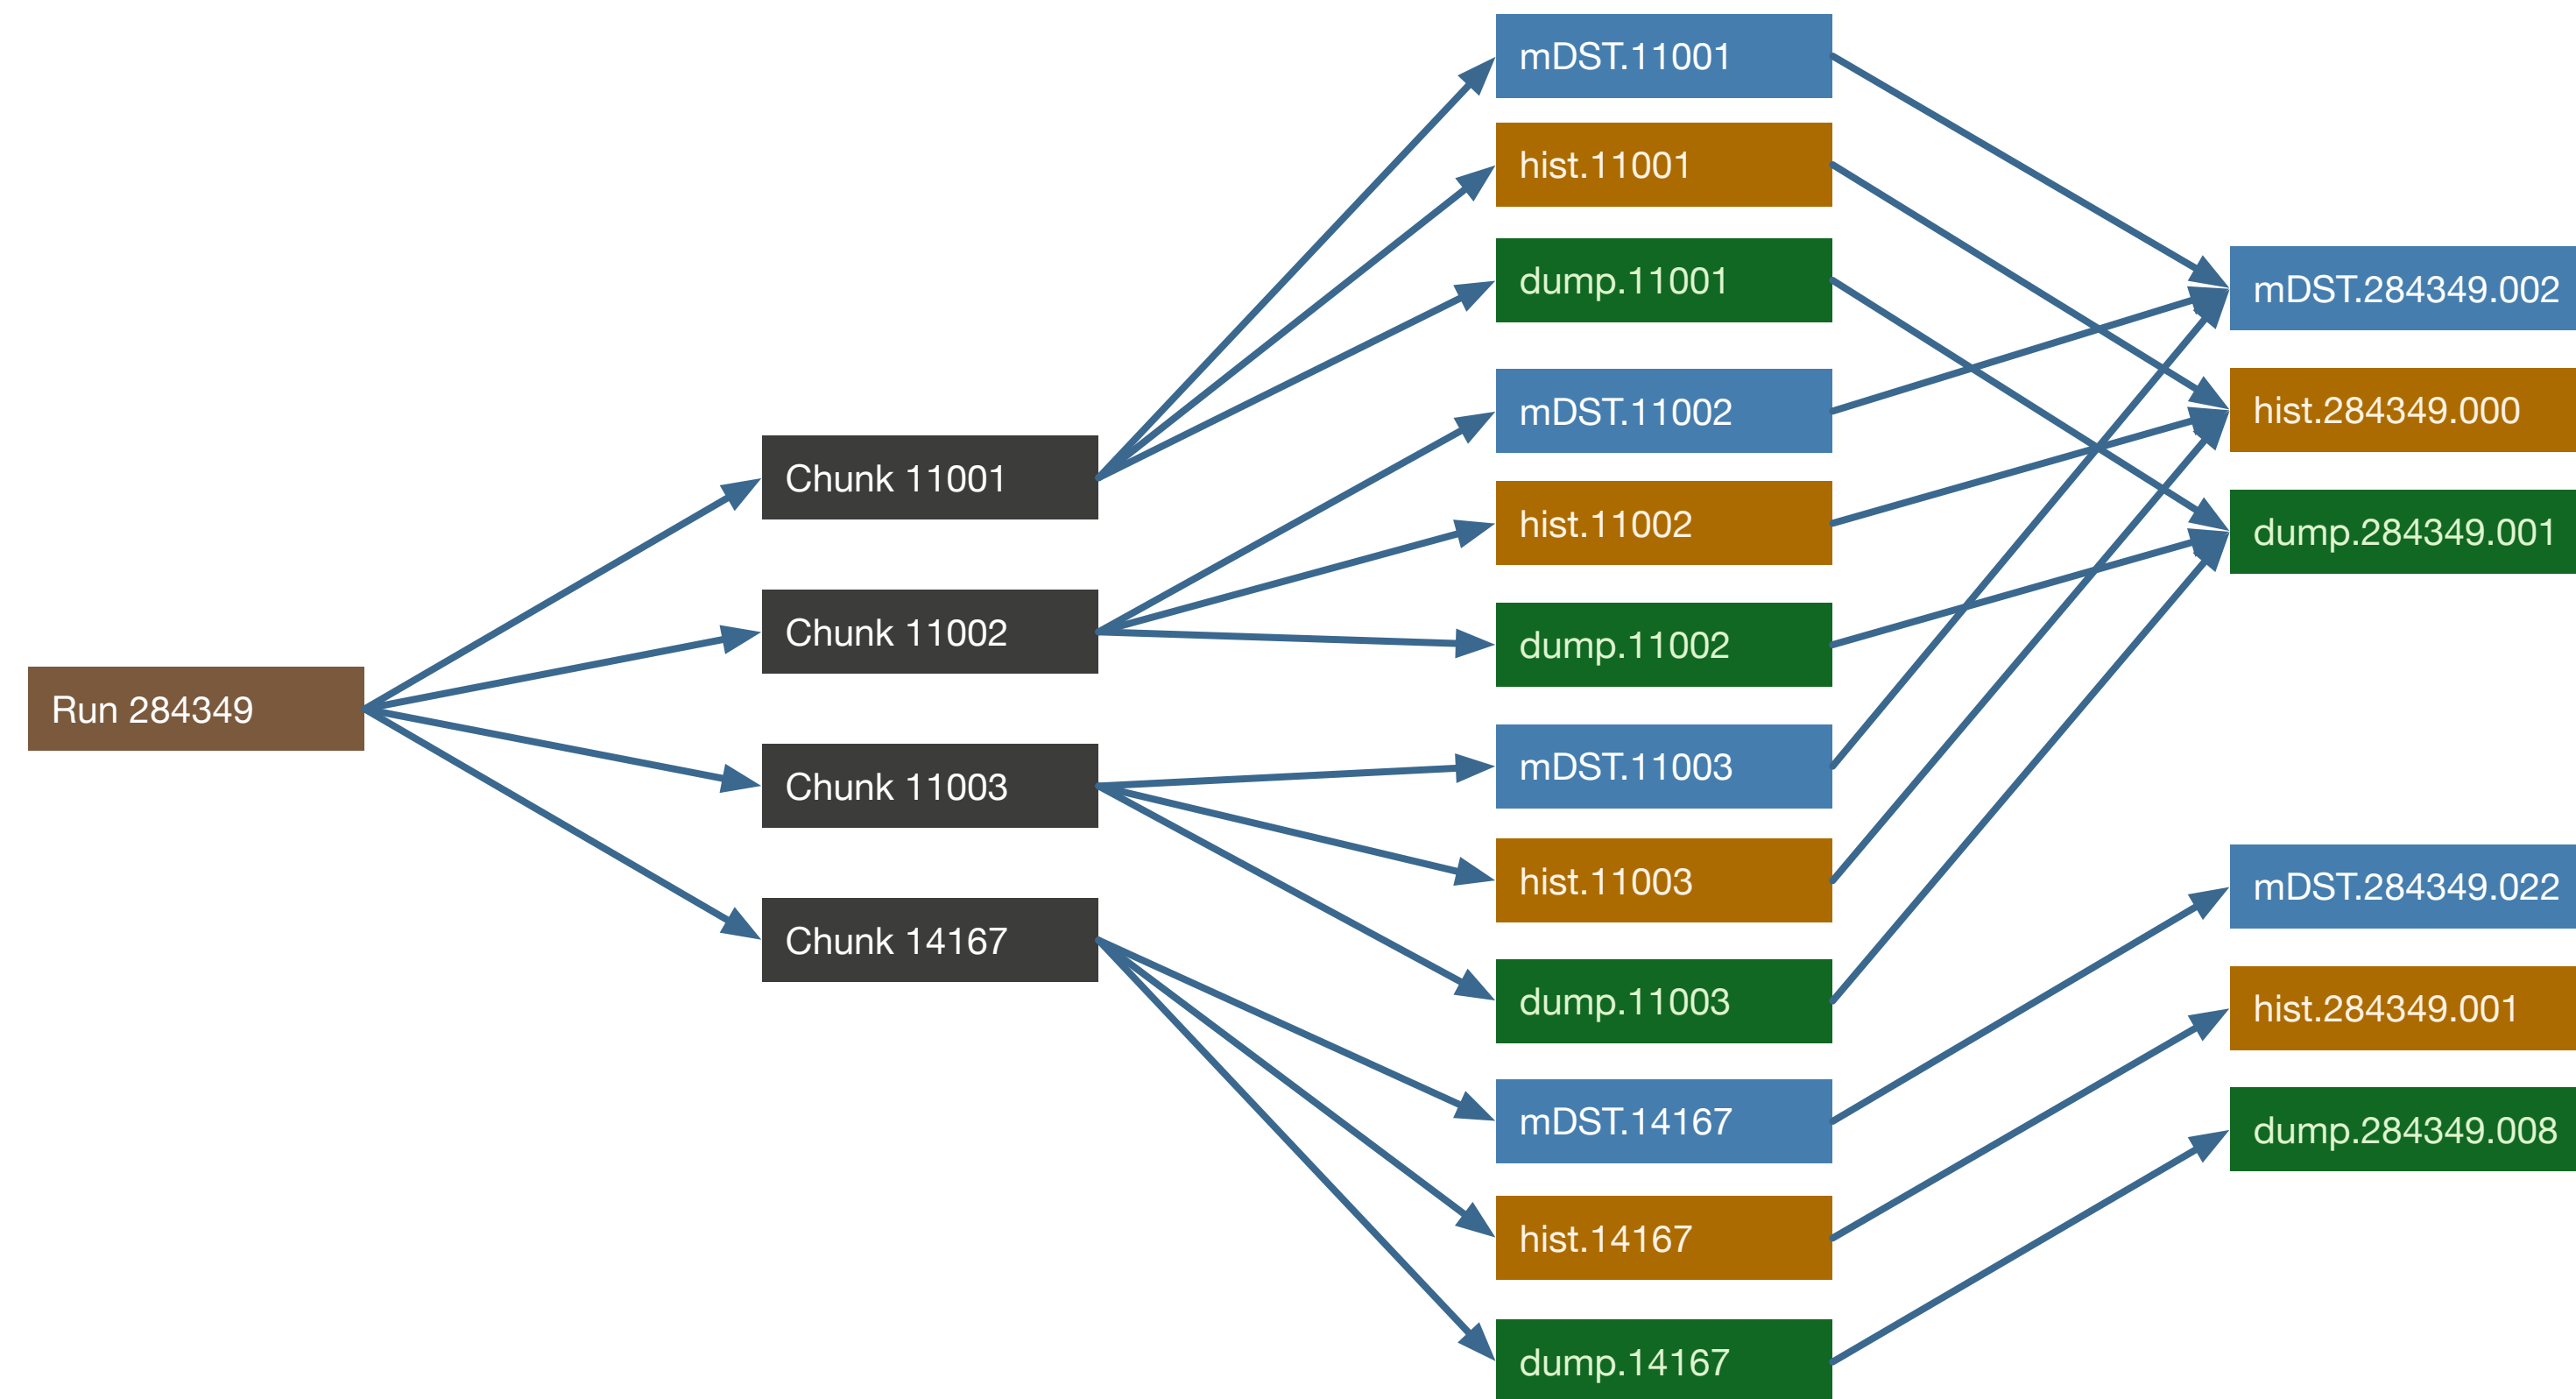 Run 284349
Chunk 11001
Chunk 11002
Chunk 11003
Chunk 14167
mDST.11001
hist.11001
dump.11001
mDST.11002
hist.11002
dump.11002
mDST.11003
hist.11003
dump.11003
mDST.14167
hist.14167
dump.14167
mDST.284349.002
hist.284349.000
dump.284349.001
mDST.284349.022
hist.284349.001
dump.284349.008